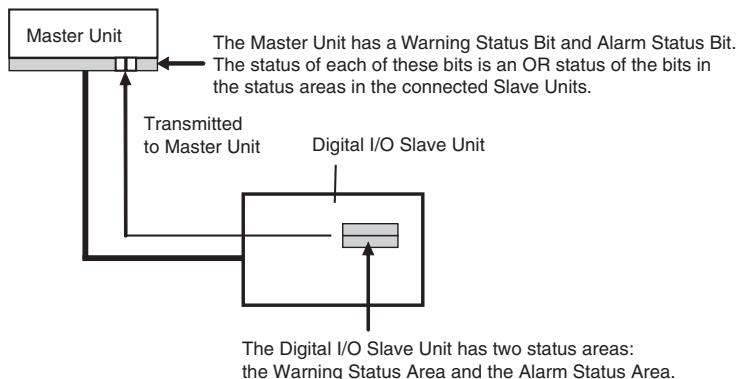 Master Unit
The Master Unit has a Warning Status Bit and Alarm Status Bit.
The status of each of these bits is an OR status of the bits in
the status areas in the connected Slave Units.
Transmitted
to Master Unit
Digital I/O Slave Unit
The Digital I/O Slave Unit has two status areas:
the Warning Status Area and the Alarm Status Area.